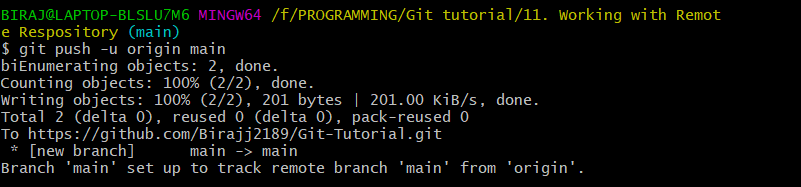 BIRAJ@LAPTOP-BLSLU7M6 MINGW64 /f/PROGRAMMING/Git tutorial/11. Working with Remot
e Respository (main)
$ git push -u origin main
biEnumerating objects: 2, done.
Counting objects: 100% (2/2), done.
Writing objects: 100% (2/2), 201 bytes | 201.00 KiB/s, done.
Total 2 (delta 0), reused 0 (delta 0), pack-reused 0
To https://github.com/Birajj2189/Git-Tutorial.git
 * [new branch]      main -> main
Branch 'main' set up to track remote branch 'main' from 'origin'.